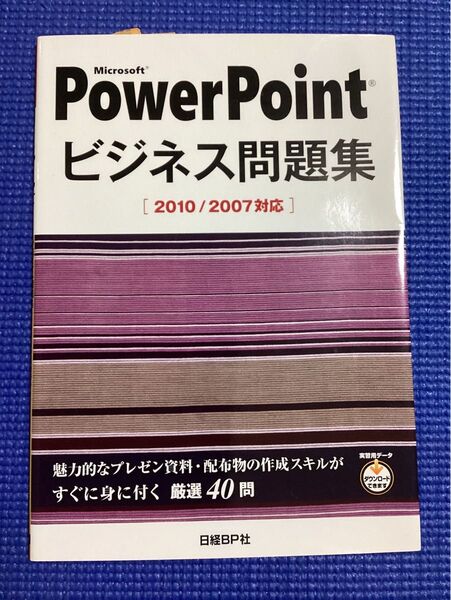 Microsoft®
PowerPoint®
ビジネス問題集
[ 2010/2007対応 ]
魅力的なプレゼン資料・配布物の作成スキルが
すぐに身に付く 厳選40問
実習用データ
ダウンロード
できます
日経BP社